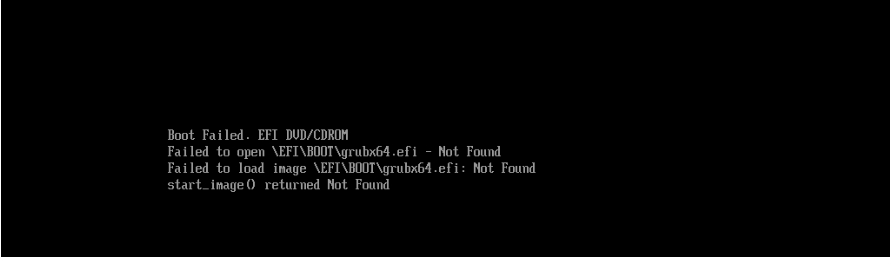 Boot Failed. EFI DVD/CDROM
Failed to open \EFI\BOOT\grubx64.efi - Not Found
Failed to load image \EFI\BOOT\grubx64.efi: Not Found
start_image() returned Not Found